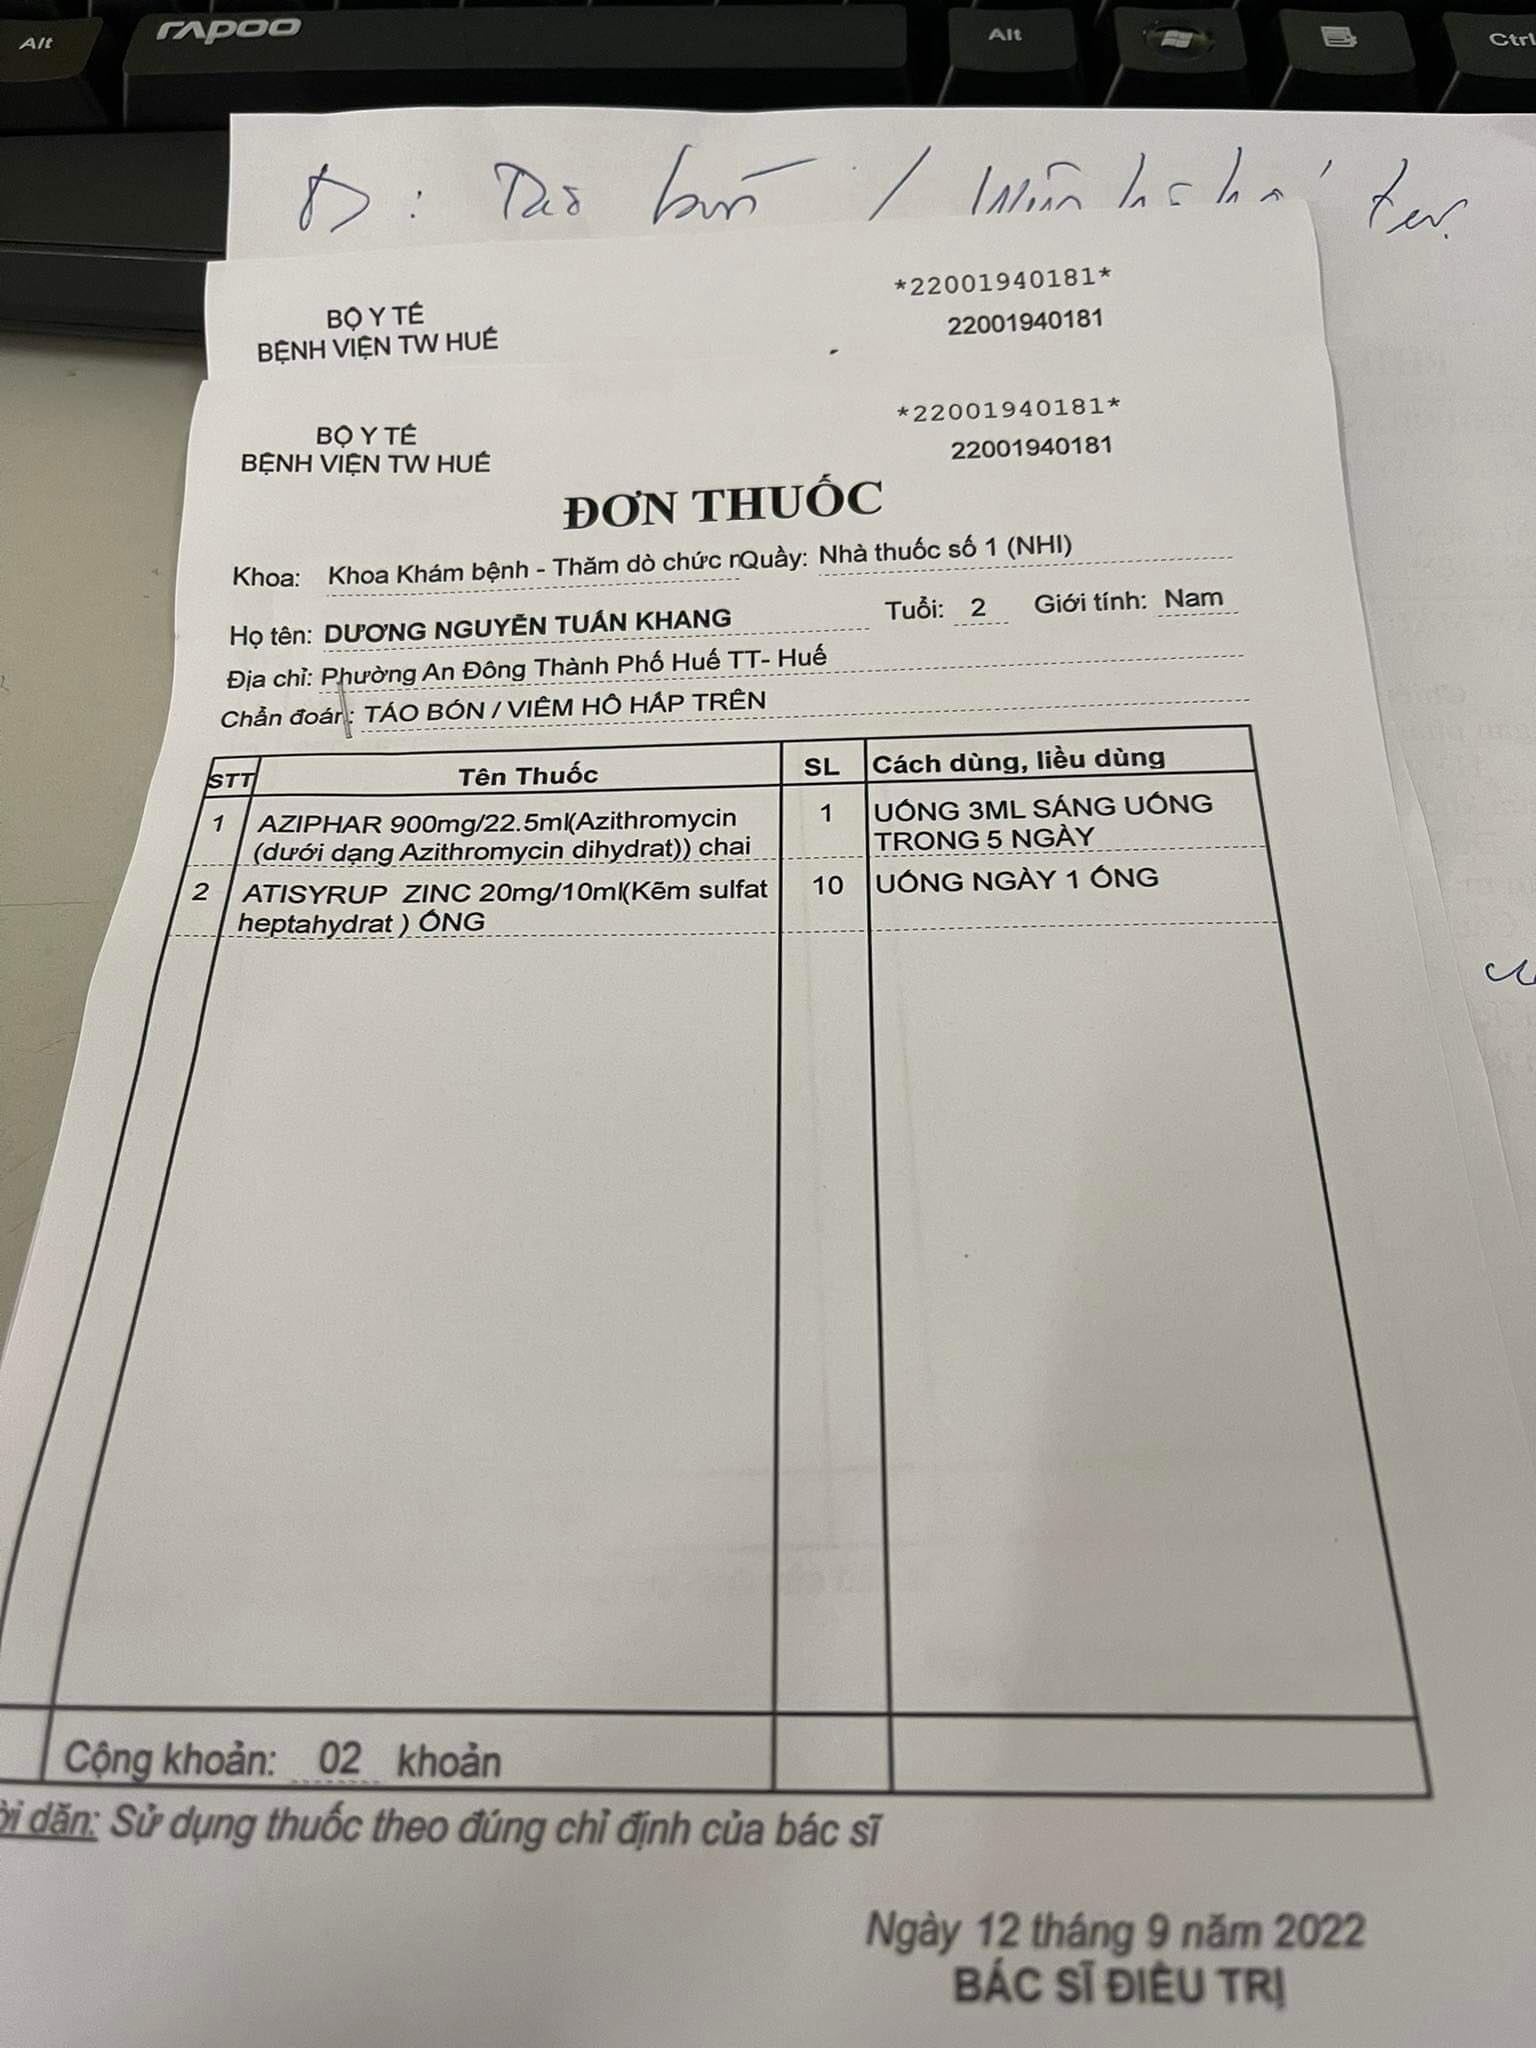 Alt
rapoo
Alt
Ctrl
: Táo bón / Viêm hô hấp trên
BỘ Y TẾ
BỆNH VIỆN TW HUẾ
*22001940181*
22001940181
BỘ Y TẾ
BỆNH VIỆN TW HUẾ
*22001940181*
22001940181
ĐƠN THUỐC
Khoa: Khoa Khám bệnh - Thăm dò chức n Quầy: Nhà thuốc số 1 (NHI)
Họ tên: DƯƠNG NGUYỄN TUẤN KHANG Tuổi: 2 Giới tính: Nam
Địa chỉ: Phường An Đông Thành Phố Huế TT- Huế
Chẩn đoán: TÁO BÓN / VIÊM HÔ HẤP TRÊN
STT Tên Thuốc SL Cách dùng, liều dùng
1 AZIPHAR 900mg/22.5ml(Azithromycin 1 UỐNG 3ML SÁNG UỐNG
(dưới dạng Azithromycin dihydrat)) chai TRONG 5 NGÀY
2 ATISYRUP ZINC 20mg/10ml(Kẽm sulfat 10 UỐNG NGÀY 1 ỐNG
heptahydrat ) ỐNG
Cộng khoản: 02 khoản
ời dặn: Sử dụng thuốc theo đúng chỉ định của bác sĩ
Ngày 12 tháng 9 năm 2022
BÁC SĨ ĐIỀU TRỊ